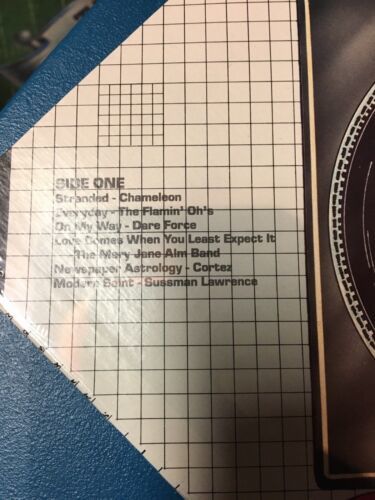 SIDE ONE
Stranded - Chameleon
Everyday - The Flamin' Oh's
On My Way - Dare Force
Love Comes When You Least Expect It
The Mary Jane Alm Band
Newspaper Astrology - Cortez
Modern Saint - Sussman Lawrence